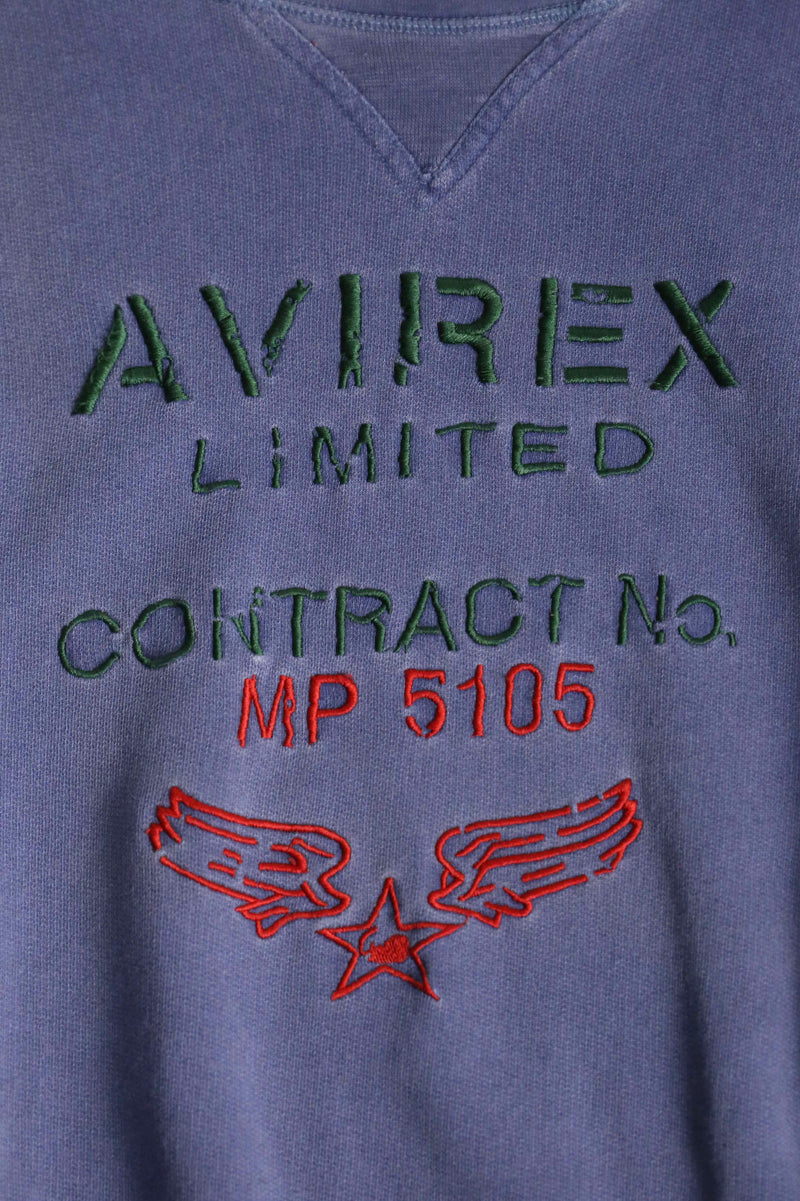 AVIREX
LIMITED
CONTRACT No.
MP 5105